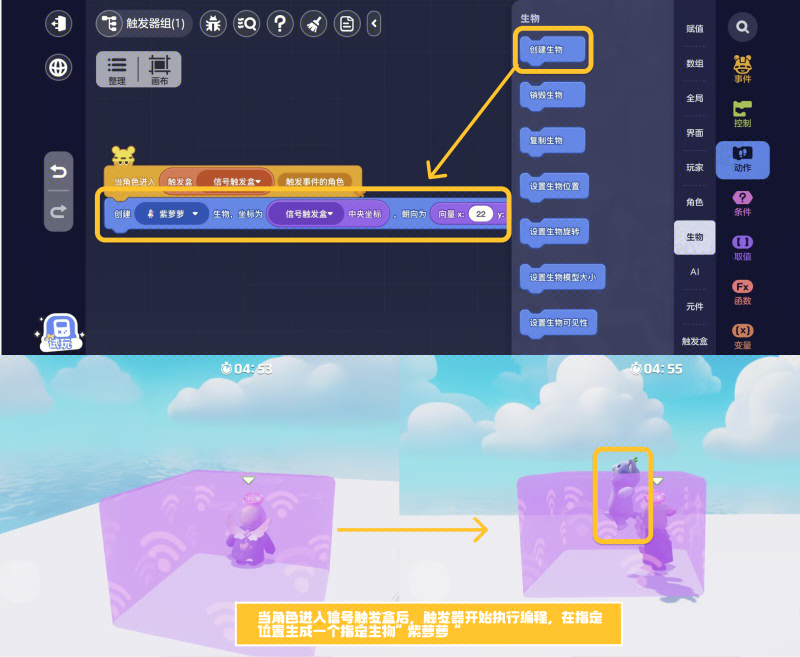 触发器组(1)
整理
画布
当角色进入 触发盒 信号触发盒 触发事件的角色
创建 紫萝萝 生物，坐标为 信号触发盒 中央坐标 ，朝向为 向量 x: 22 y:
试玩
生物
创建生物
销毁生物
复制生物
设置生物位置
设置生物旋转
设置生物模型大小
设置生物可见性
赋值
数组
全局
界面
玩家
角色
生物
AI
元件
触发盒
事件
控制
动作
条件
取值
Fx
函数
(x)
变量
04:53
04:55
当角色进入信号触发盒后，触发器开始执行编程，在指定
位置生成一个指定生物“紫萝萝“